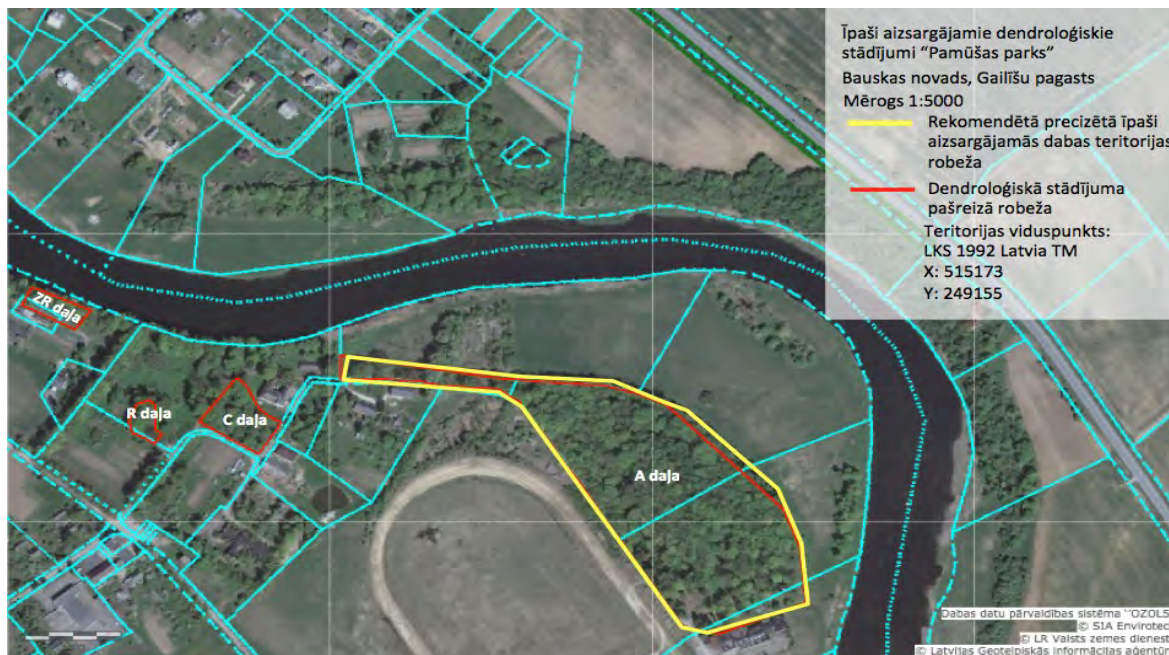 Īpaši aizsargājamie dendroloģiskie
stādījumi “Pamūšas parks”
Bauskas novads, Gailīšu pagasts
Mērogs 1:5000
Rekomendētā precizētā īpaši
aizsargājamās dabas teritorijas
robeža
Dendroloģiskā stādījuma
pašreizā robeža
Teritorijas viduspunkts:
LKS 1992 Latvia TM
X: 515173
Y: 249155
ZR daļa
R daļa
C daļa
A daļa
Dabas datu pārvaldības sistēma "OZOLS
© SIA Envirotec
© LR Valsts zemes dienest
© Latvijas Ģeotelpiskās informācijas aģentūr